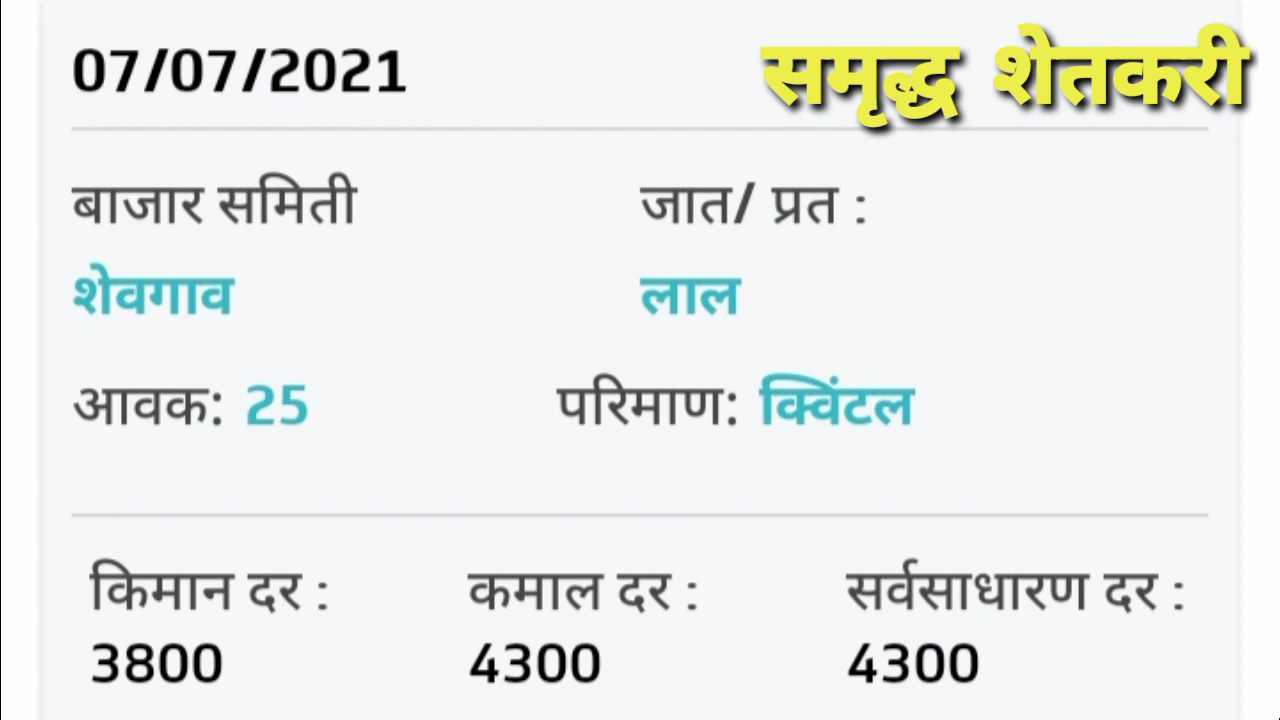 07/07/2021 समृद्ध शेतकरी
बाजार समिती जात/ प्रत :
शेवगाव लाल
आवक: 25 परिमाण: क्विंटल
किमान दर : कमाल दर : सर्वसाधारण दर :
3800 4300 4300